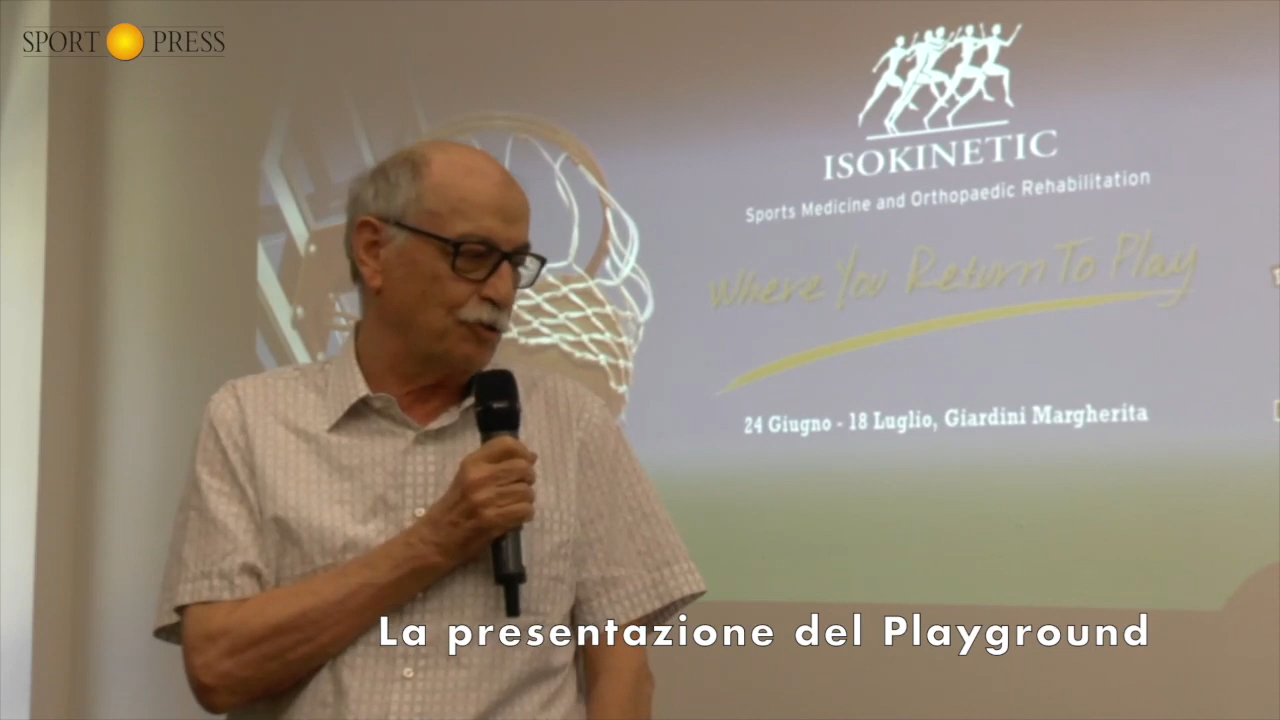 SPORT PRESS
ISOKINETIC
Sports Medicine and Orthopaedic Rehabilitation
Where You Return To Play
24 Giugno - 18 Luglio, Giardini Margherita
La presentazione del Playground